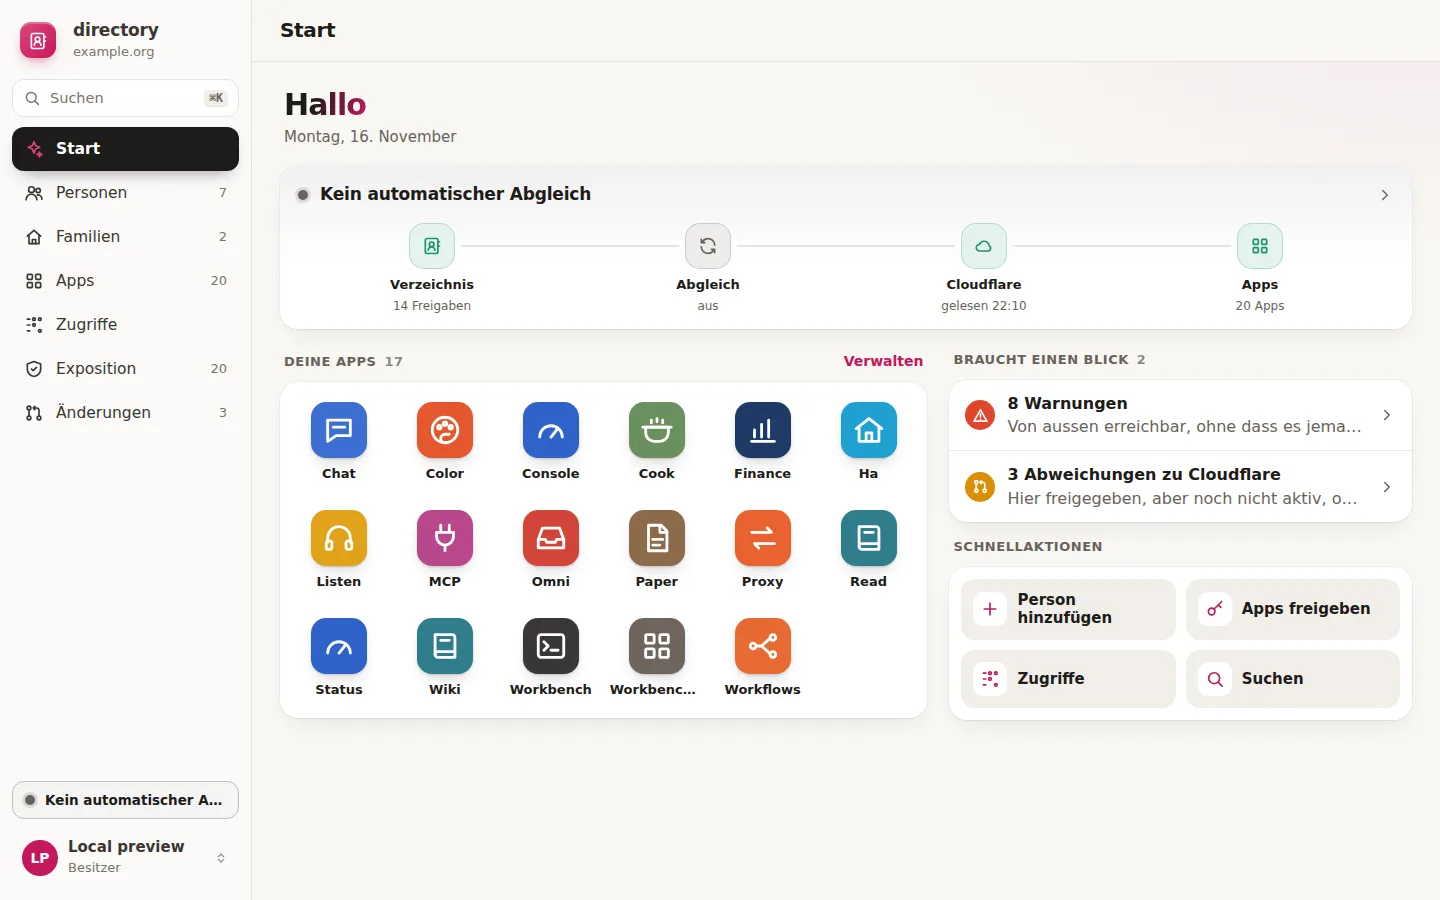 directory
example.org
Suchen ⌘K
Start
Personen 7
Familien 2
Apps 20
Zugriffe
Exposition 20
Änderungen 3
Kein automatischer A...
LP
Local preview
Besitzer
Start
Hallo
Montag, 16. November
Kein automatischer Abgleich
Verzeichnis
14 Freigaben
Abgleich
aus
Cloudflare
gelesen 22:10
Apps
20 Apps
DEINE APPS 17
Verwalten
Chat
Color
Console
Cook
Finance
Ha
Listen
MCP
Omni
Paper
Proxy
Read
Status
Wiki
Workbench
Workbenc...
Workflows
BRAUCHT EINEN BLICK 2
8 Warnungen
Von aussen erreichbar, ohne dass es jema...
3 Abweichungen zu Cloudflare
Hier freigegeben, aber noch nicht aktiv, o...
SCHNELLAKTIONEN
Person
hinzufügen
Apps freigeben
Zugriffe
Suchen